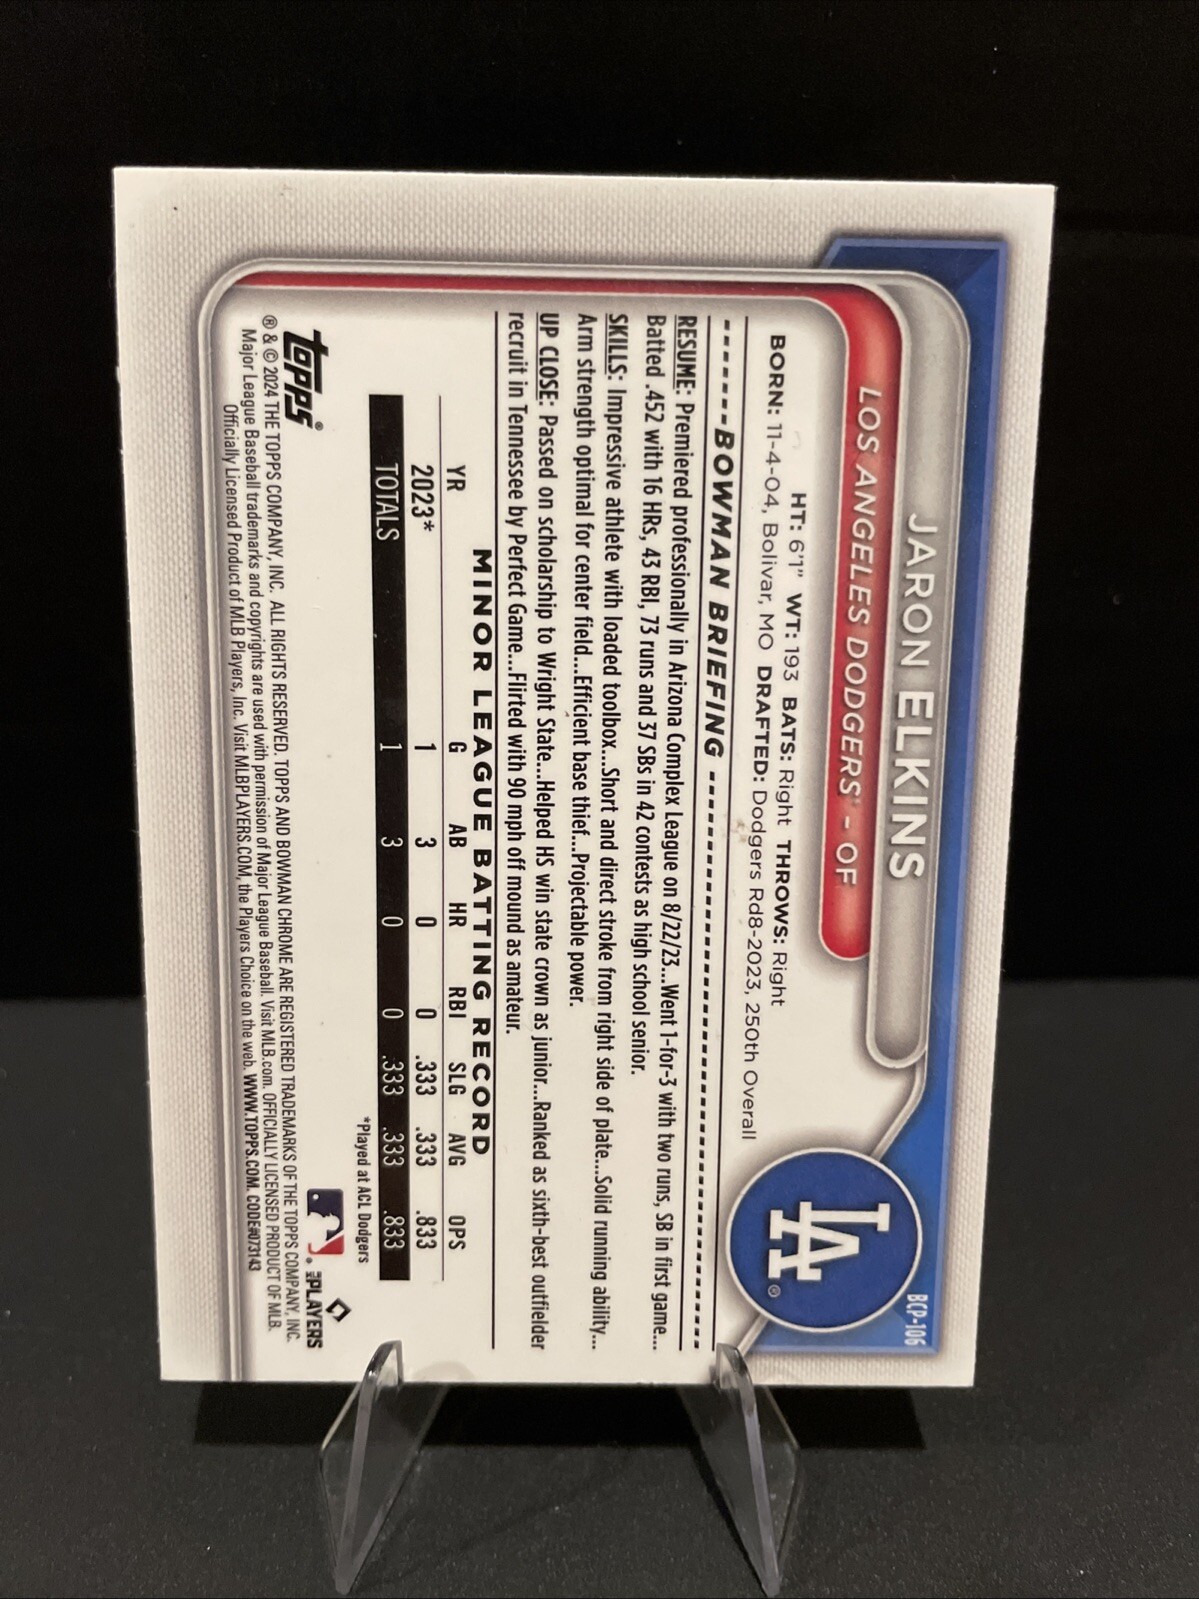 BCP-106
JARON ELKINS
LOS ANGELES DODGERS® - OF
LA®
HT: 6'1" WT: 193 BATS: Right THROWS: Right
BORN: 11-4-04, Bolivar, MO DRAFTED: Dodgers Rd8-2023, 250th Overall
BOWMAN BRIEFING
RESUME: Premiered professionally in Arizona Complex League on 8/22/23...Went 1-for-3 with two runs, SB in first game...
Batted .452 with 16 HRs, 43 RBI, 73 runs and 37 SBs in 42 contests as high school senior.
SKILLS: Impressive athlete with loaded toolbox...Short and direct stroke from right side of plate...Solid running ability...
Arm strength optimal for center field...Efficient base thief...Projectable power.
UP CLOSE: Passed on scholarship to Wright State...Helped HS win state crown as junior...Ranked as sixth-best outfielder
recruit in Tennessee by Perfect Game...Flirted with 90 mph off mound as amateur.
MINOR LEAGUE BATTING RECORD
YR G AB HR RBI SLG AVG OPS
2023* 1 3 0 0 .333 .333 .833
TOTALS 1 3 0 0 .333 .333 .833
*Played at ACL Dodgers
topps®
MLB PLAYERS
® & © 2024 THE TOPPS COMPANY, INC. ALL RIGHTS RESERVED. TOPPS AND BOWMAN CHROME ARE REGISTERED TRADEMARKS OF THE TOPPS COMPANY, INC.
Major League Baseball trademarks and copyrights are used with permission of Major League Baseball. Visit MLB.com. OFFICIALLY LICENSED PRODUCT OF MLB.
Officially Licensed Product of MLB Players, Inc. Visit MLBPLAYERS.COM, the Players Choice on the web. WWW.TOPPS.COM. CODE#073143